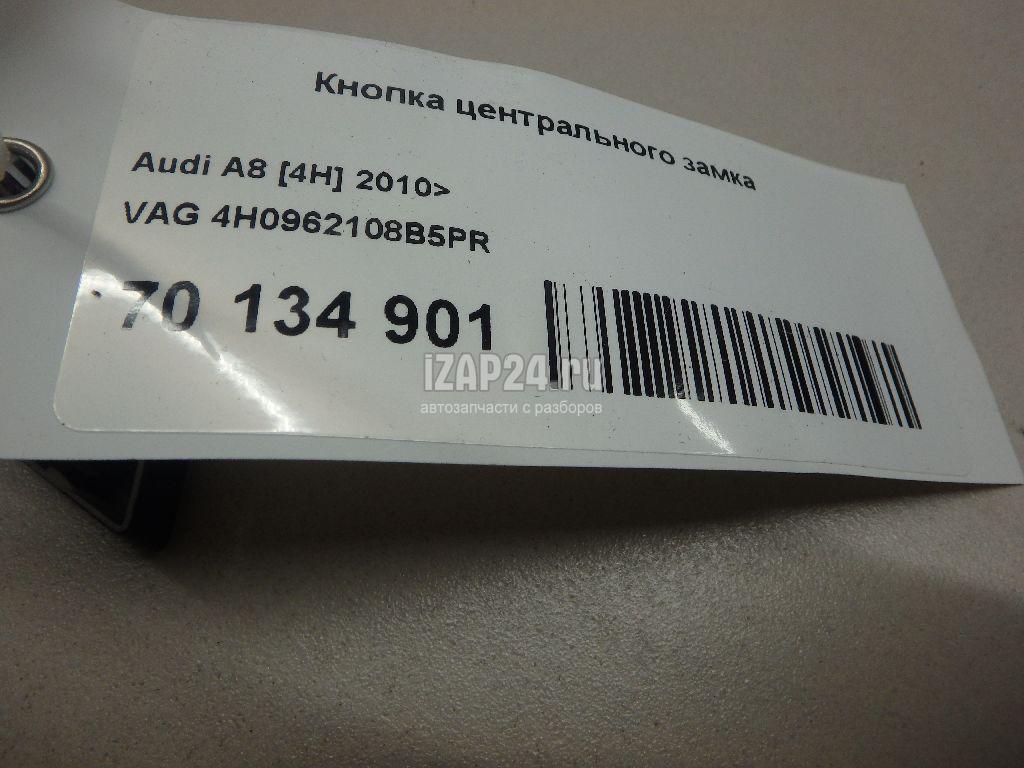 Кнопка центрального замка
Audi A8 [4H] 2010>
VAG 4H0962108B5PR
70 134 901
iZAP24.ru
автозапчасти с разборов